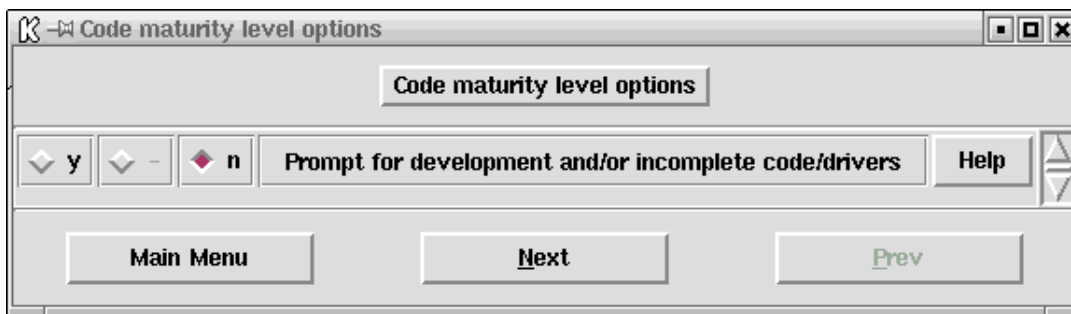 Code maturity level options
Code maturity level options
y - n Prompt for development and/or incomplete code/drivers Help
Main Menu Next Prev